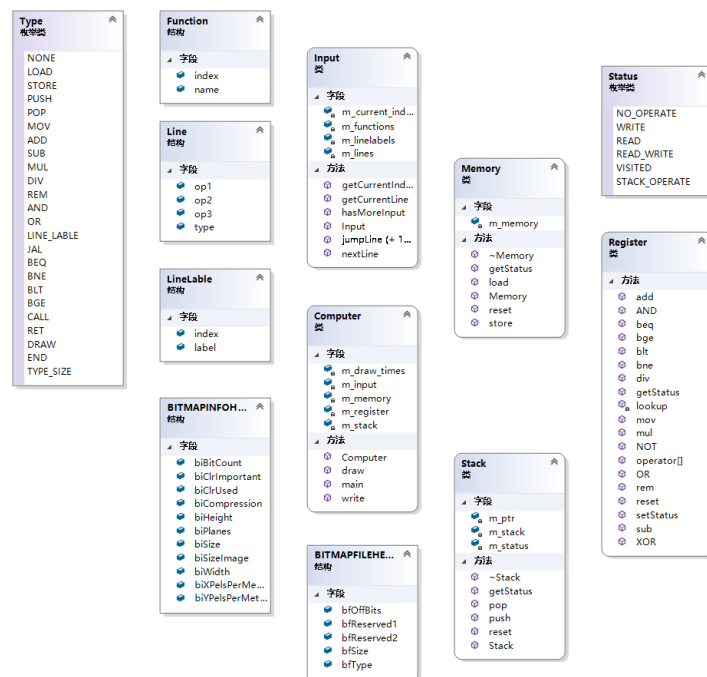 Type
枚举类
NONE
LOAD
STORE
PUSH
POP
MOV
ADD
SUB
MUL
DIV
REM
AND
OR
LINE_LABLE
JAL
BEQ
BNE
BLT
BGE
CALL
RET
DRAW
END
TYPE_SIZE
Function
结构
字段
index
name
Line
结构
字段
op1
op2
op3
type
LineLable
结构
字段
index
label
BITMAPINFOH...
结构
字段
biBitCount
biClrImportant
biClrUsed
biCompression
biHeight
biPlanes
biSize
biSizeImage
biWidth
biXPelsPerMe...
biYPelsPerMet...
Input
类
字段
m_current_ind...
m_functions
m_linelabels
m_lines
方法
getCurrentInd...
getCurrentLine
hasMoreInput
Input
jumpLine (+ 1...
nextLine
Computer
类
字段
m_draw_times
m_input
m_memory
m_register
m_stack
方法
Computer
draw
main
write
BITMAPFILEHE...
结构
字段
bfOffBits
bfReserved1
bfReserved2
bfSize
bfType
Memory
类
字段
m_memory
方法
~Memory
getStatus
load
Memory
reset
store
Stack
类
字段
m_ptr
m_stack
m_status
方法
~Stack
getStatus
pop
push
reset
Stack
Status
枚举类
NO_OPERATE
WRITE
READ
READ_WRITE
VISITED
STACK_OPERATE
Register
类
方法
add
AND
beq
bge
blt
bne
div
getStatus
lookup
mov
mul
NOT
operator[]
OR
rem
reset
setStatus
sub
XOR